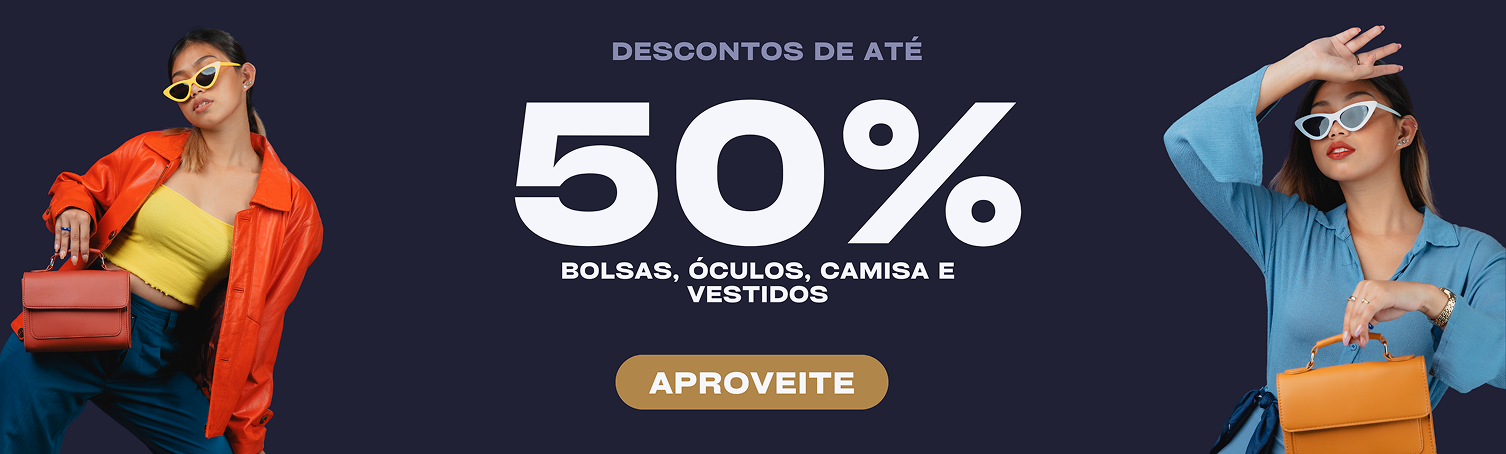 DESCONTOS DE ATÉ
50%
BOLSAS, ÓCULOS, CAMISA E
VESTIDOS
APROVEITE